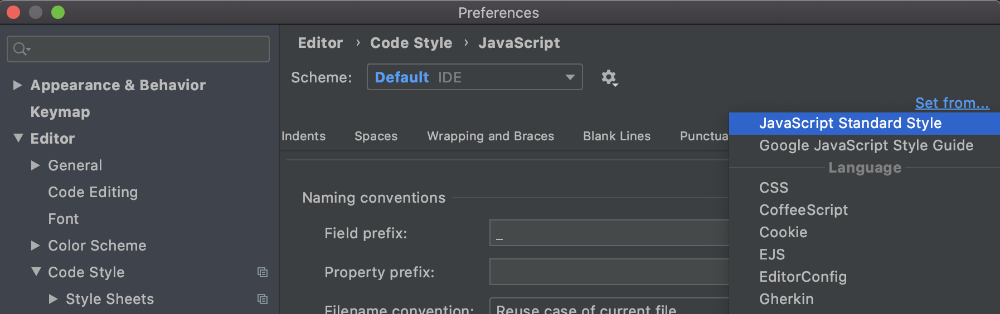 Preferences
Appearance & Behavior
Keymap
Editor
General
Code Editing
Font
Color Scheme
Code Style
Style Sheets
Editor › Code Style › JavaScript
Scheme: Default IDE
Set from...
Indents Spaces Wrapping and Braces Blank Lines Punctua
Naming conventions
Field prefix: _
Property prefix:
Filename convention: Reuse case of current file
JavaScript Standard Style
Google JavaScript Style Guide
Language
CSS
CoffeeScript
Cookie
EJS
EditorConfig
Gherkin